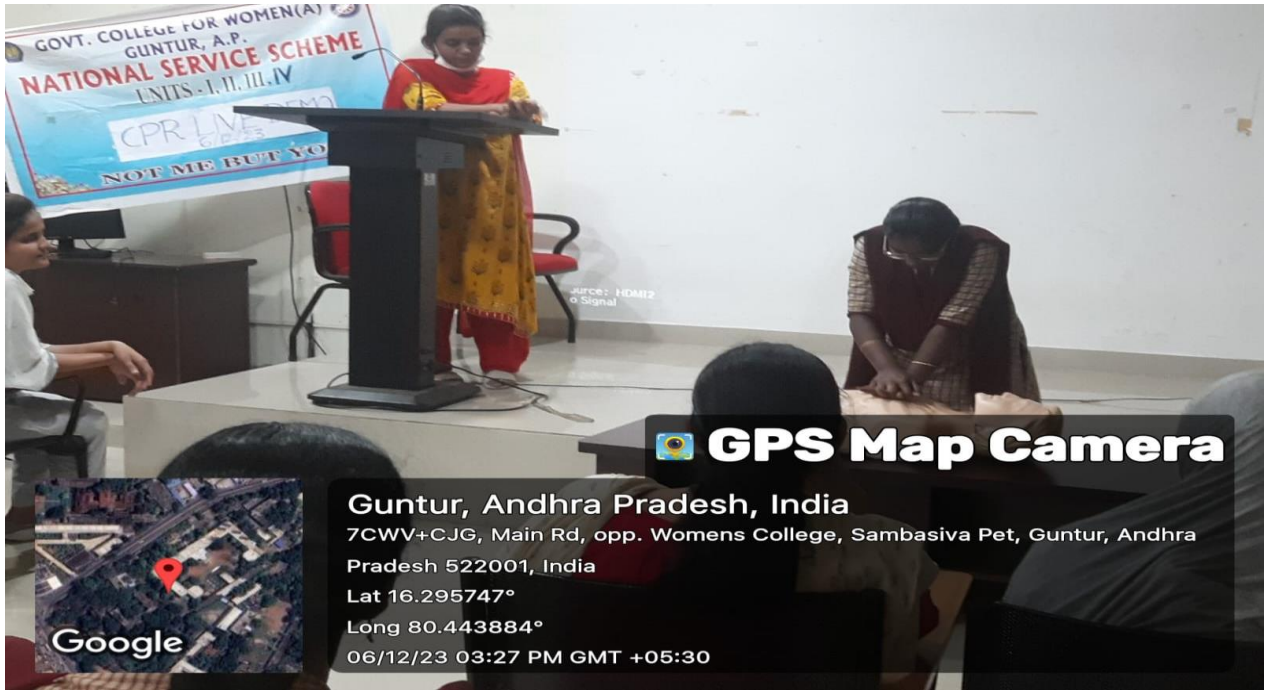 GOVT. COLLEGE FOR WOMEN(A)
GUNTUR, A.P.
NATIONAL SERVICE SCHEME
UNITS - I, II, III, IV
CPR LIVE DEMO
NOT ME BUT
urce: HDMI2
o Signal
GPS Map Camera
Guntur, Andhra Pradesh, India
7CWV+CJG, Main Rd, opp. Womens College, Sambasiva Pet, Guntur, Andhra
Pradesh 522001, India
Lat 16.295747°
Long 80.443884°
06/12/23 03:27 PM GMT +05:30
Google